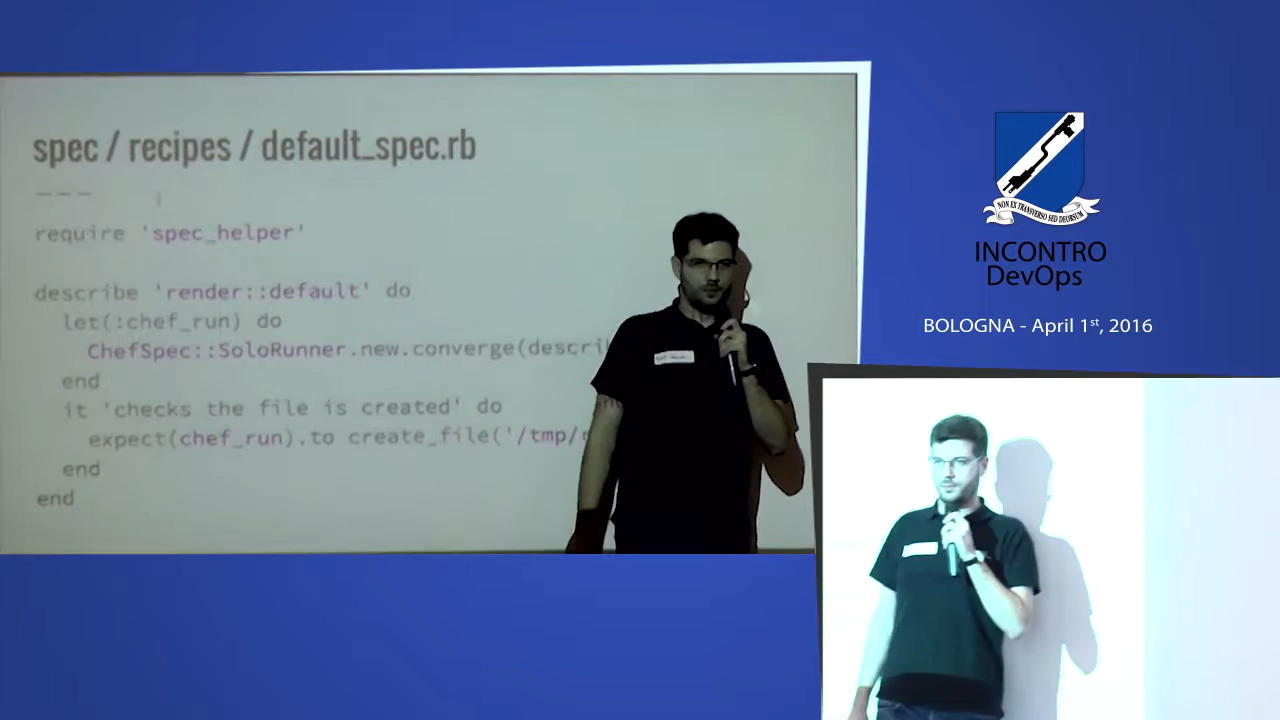 spec / recipes / default_spec.rb
---
require 'spec_helper'
describe 'render::default' do
let(:chef_run) do
ChefSpec::SoloRunner.new.converge(describ
end
it 'checks the file is created' do
expect(chef_run).to create_file('/tmp/
end
end
NON EX TRANSVERSO SED DEORSUM
INCONTRO
DevOps
BOLOGNA - April 1st, 2016